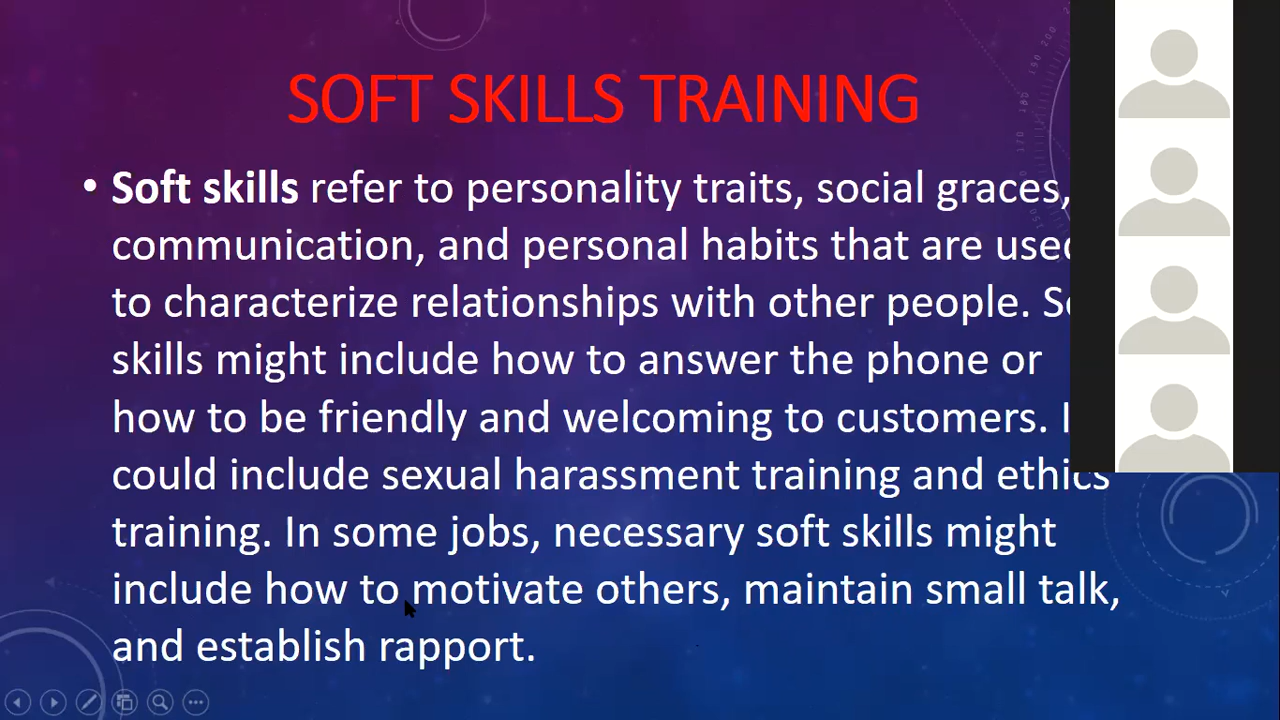 SOFT SKILLS TRAINING
• Soft skills refer to personality traits, social graces,
communication, and personal habits that are
to characterize relationships with other people.
skills might include how to answer the phone or
how to be friendly and welcoming to customers.
could include sexual harassment training and ethics
training. In some jobs, necessary soft skills might
include how to motivate others, maintain small talk,
and establish rapport.